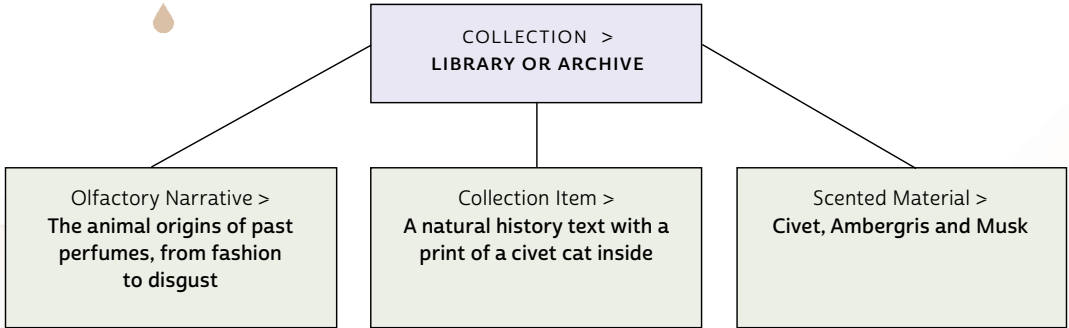 COLLECTION >
LIBRARY OR ARCHIVE
Olfactory Narrative >
The animal origins of past
perfumes, from fashion
to disgust
Collection Item >
A natural history text with a
print of a civet cat inside
Scented Material >
Civet, Ambergris and Musk